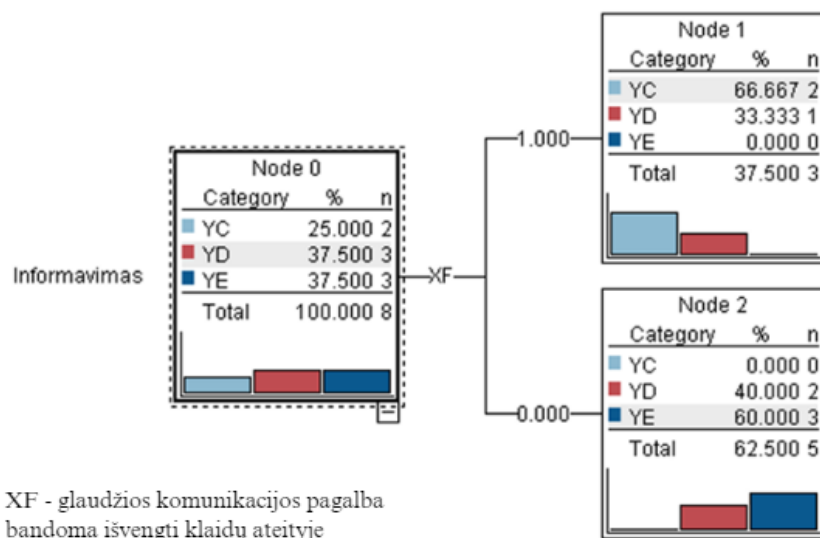 Informavimas
Node 0
Category % n
YC 25.000 2
YD 37.500 3
YE 37.500 3
Total 100.000 8
XF
1.000
0.000
Node 1
Category % n
YC 66.667 2
YD 33.333 1
YE 0.000 0
Total 37.500 3
Node 2
Category % n
YC 0.000 0
YD 40.000 2
YE 60.000 3
Total 62.500 5
XF - glaudžios komunikacijos pagalba
bandoma išvengti klaidu ateityje